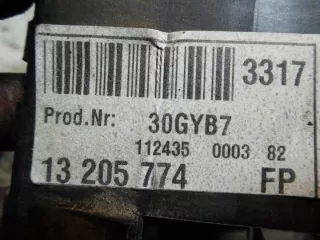 3317
Prod.Nr: 30GYB7
112435 0003 82
13 205 774 FP